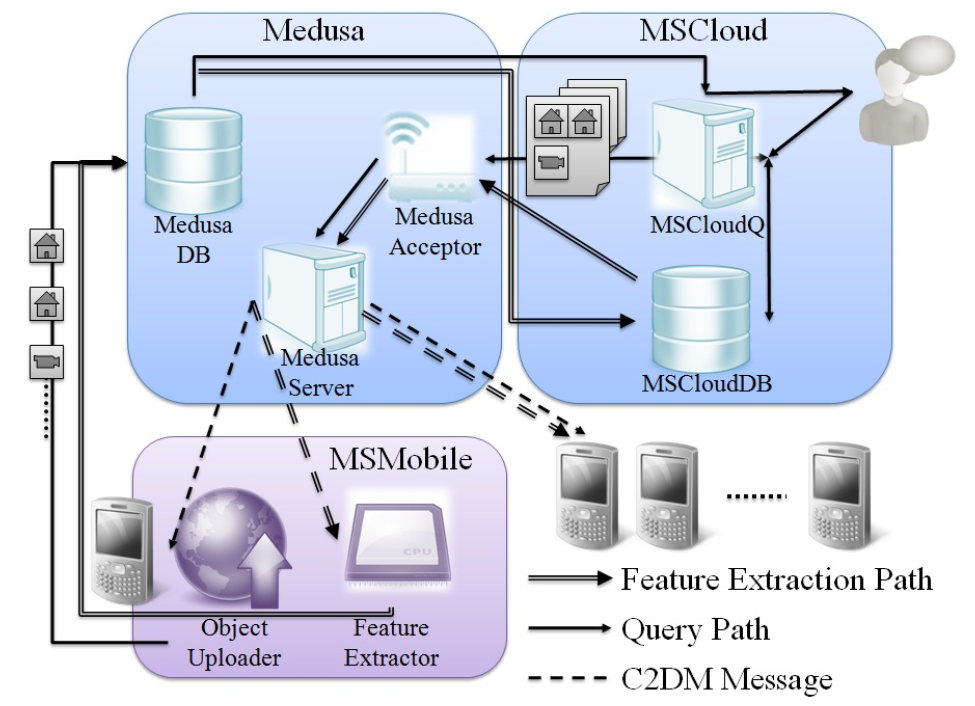 Medusa
MSCloud
Medusa
DB
Medusa
Acceptor
MSCloudQ
Medusa
Server
MSCloudDB
MSMobile
CPU
Object
Uploader
Feature
Extractor
Feature Extraction Path
Query Path
C2DM Message